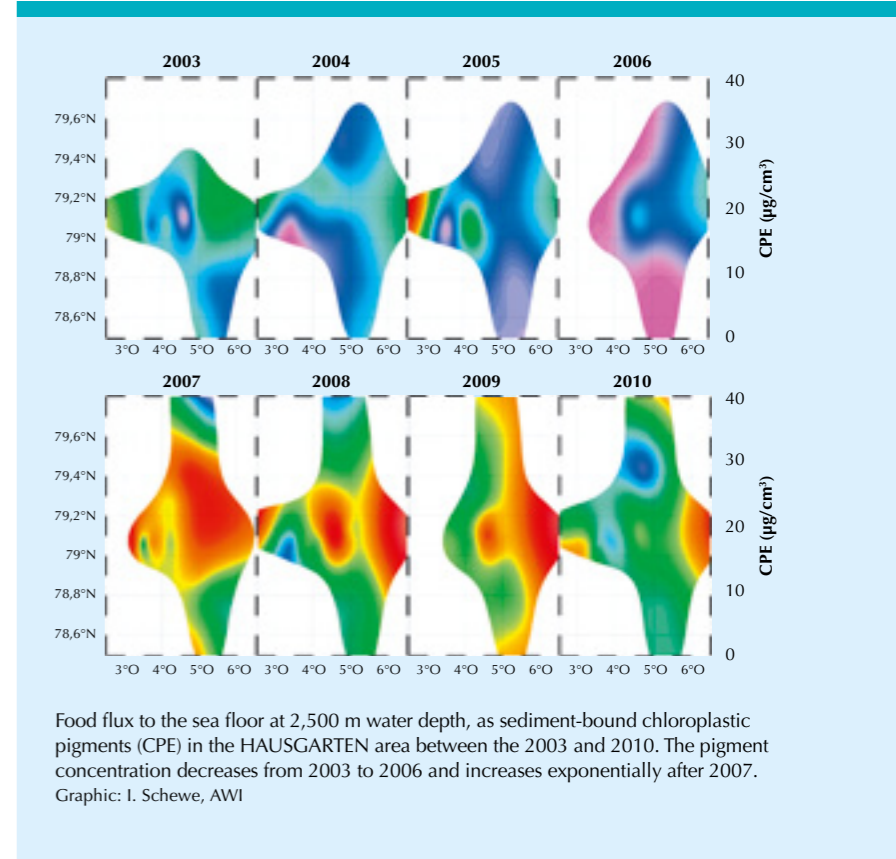 2003 2004 2005 2006
40
79,6°N
30
79,4°N
79,2°N
20
79°N
78,8°N
10
78,6°N
0
CPE (µg/cm³)
3°O 4°O 5°O 6°O 3°O 4°O 5°O 6°O 3°O 4°O 5°O 6°O 3°O 4°O 5°O 6°O
2007 2008 2009 2010
40
79,6°N
30
79,4°N
79,2°N
20
79°N
78,8°N
10
78,6°N
0
CPE (µg/cm³)
3°O 4°O 5°O 6°O 3°O 4°O 5°O 6°O 3°O 4°O 5°O 6°O 3°O 4°O 5°O 6°O
Food flux to the sea floor at 2,500 m water depth, as sediment-bound chloroplastic
pigments (CPE) in the HAUSGARTEN area between the 2003 and 2010. The pigment
concentration decreases from 2003 to 2006 and increases exponentially after 2007.
Graphic: I. Schewe, AWI